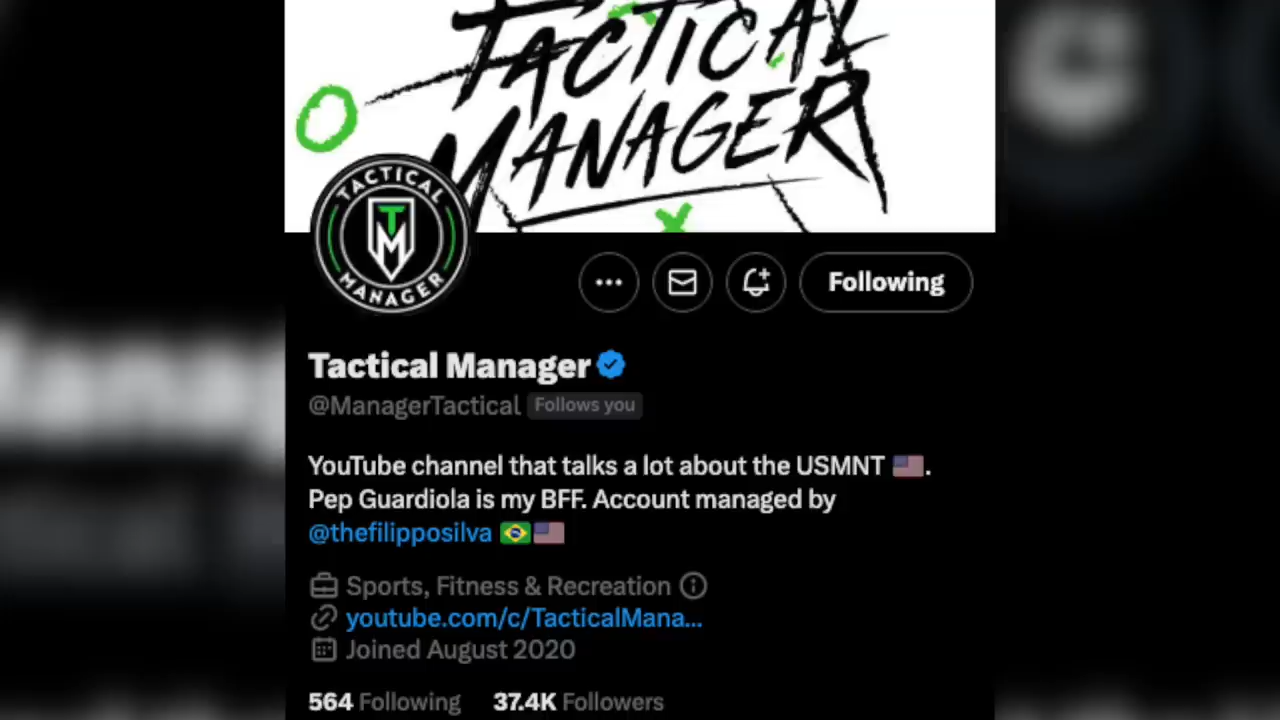 TACTICAL
MANAGER
TACTICAL
TM
MANAGER
Following
Tactical Manager
@ManagerTactical Follows you
YouTube channel that talks a lot about the USMNT 🇺🇸.
Pep Guardiola is my BFF. Account managed by
@thefilipposilva 🇧🇷🇺🇸
Sports, Fitness & Recreation
youtube.com/c/TacticalMana...
Joined August 2020
564 Following 37.4K Followers